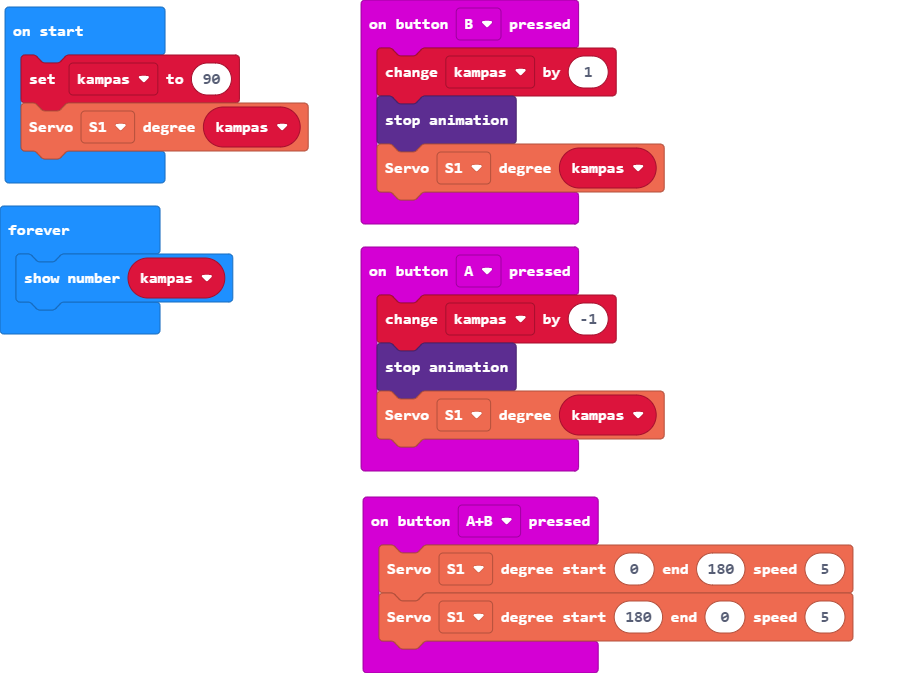 on start
set kampas to 90
Servo S1 degree kampas
forever
show number kampas
on button B pressed
change kampas by 1
stop animation
Servo S1 degree kampas
on button A pressed
change kampas by -1
stop animation
Servo S1 degree kampas
on button A+B pressed
Servo S1 degree start 0 end 180 speed 5
Servo S1 degree start 180 end 0 speed 5